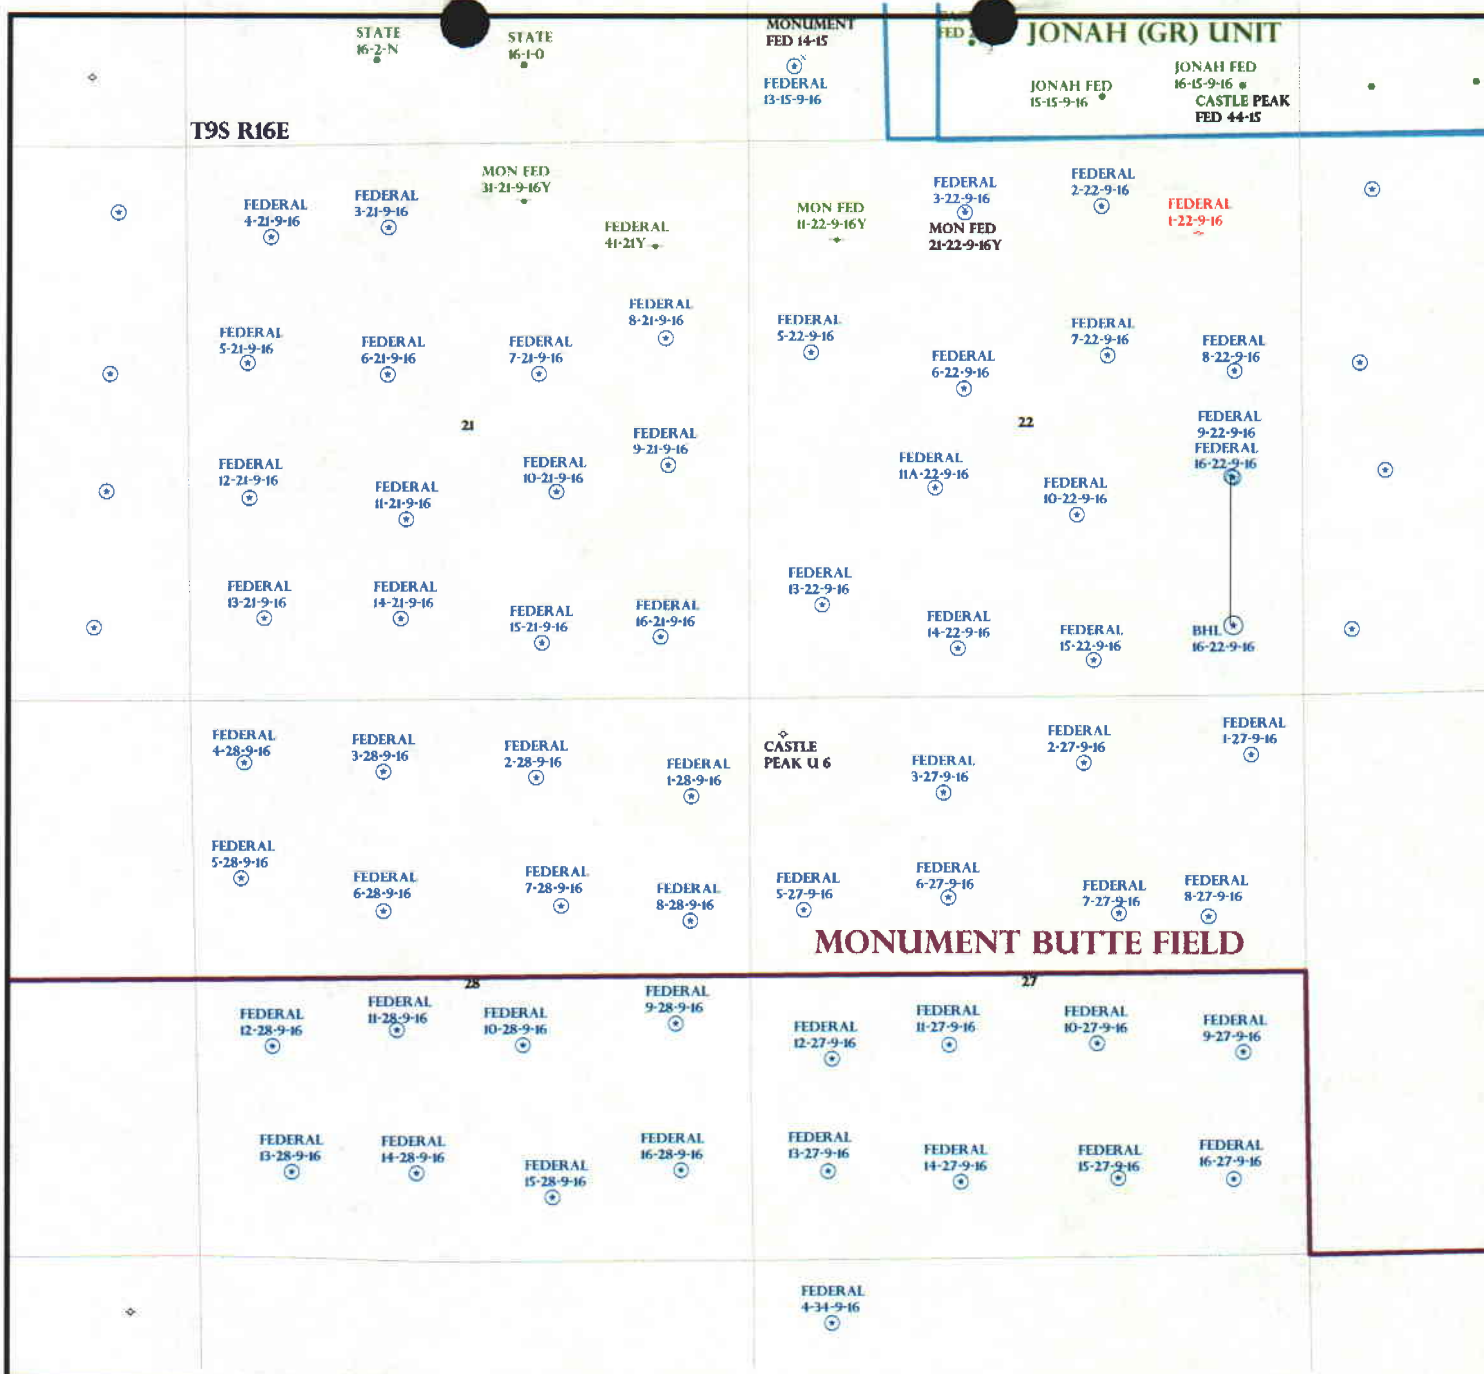 STATE
16-2-N
STATE
16-1-O
MONUMENT
FED 14-15
FEDERAL
13-15-9-16
FED
JONAH (GR) UNIT
JONAH FED
15-15-9-16
JONAH FED
16-15-9-16
CASTLE PEAK
FED 44-15
T9S R16E
FEDERAL
4-21-9-16
FEDERAL
3-21-9-16
MON FED
31-21-9-16Y
FEDERAL
41-21Y
MON FED
11-22-9-16Y
FEDERAL
3-22-9-16
MON FED
21-22-9-16Y
FEDERAL
2-22-9-16
FEDERAL
1-22-9-16
FEDERAL
5-21-9-16
FEDERAL
6-21-9-16
FEDERAL
7-21-9-16
FEDERAL
8-21-9-16
FEDERAL
5-22-9-16
FEDERAL
6-22-9-16
FEDERAL
7-22-9-16
FEDERAL
8-22-9-16
21
22
FEDERAL
12-21-9-16
FEDERAL
11-21-9-16
FEDERAL
10-21-9-16
FEDERAL
9-21-9-16
FEDERAL
11A-22-9-16
FEDERAL
10-22-9-16
FEDERAL
9-22-9-16
FEDERAL
16-22-9-16
FEDERAL
13-21-9-16
FEDERAL
14-21-9-16
FEDERAL
15-21-9-16
FEDERAL
16-21-9-16
FEDERAL
13-22-9-16
FEDERAL
14-22-9-16
FEDERAL
15-22-9-16
BHL
16-22-9-16
FEDERAL
4-28-9-16
FEDERAL
3-28-9-16
FEDERAL
2-28-9-16
FEDERAL
1-28-9-16
CASTLE
PEAK U 6
FEDERAL
3-27-9-16
FEDERAL
2-27-9-16
FEDERAL
1-27-9-16
FEDERAL
5-28-9-16
FEDERAL
6-28-9-16
FEDERAL
7-28-9-16
FEDERAL
8-28-9-16
FEDERAL
5-27-9-16
FEDERAL
6-27-9-16
FEDERAL
7-27-9-16
FEDERAL
8-27-9-16
MONUMENT BUTTE FIELD
28
27
FEDERAL
12-28-9-16
FEDERAL
11-28-9-16
FEDERAL
10-28-9-16
FEDERAL
9-28-9-16
FEDERAL
12-27-9-16
FEDERAL
11-27-9-16
FEDERAL
10-27-9-16
FEDERAL
9-27-9-16
FEDERAL
13-28-9-16
FEDERAL
14-28-9-16
FEDERAL
15-28-9-16
FEDERAL
16-28-9-16
FEDERAL
13-27-9-16
FEDERAL
14-27-9-16
FEDERAL
15-27-9-16
FEDERAL
16-27-9-16
FEDERAL
4-34-9-16